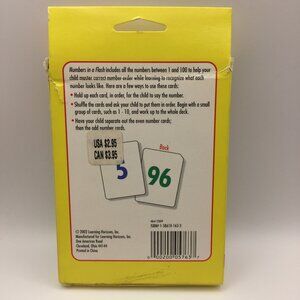 Numbers in a Flash includes all the numbers between 1 and 100 to help your
child master correct number-order while learning to recognize what each
number looks like. Here are a few ways to use these cards:
• Hold up each card, in order, for the child to say the number.
• Shuffle the cards and ask your child to put them in order. Begin with a small
group of cards, such as 1 - 10, and work up to the whole deck.
• Have your child separate out the even number cards;
then the odd number cards.
USA $2.95
CAN $3.95
Back
5
96
© 2002 Learning Horizons, Inc.
Manufactured for Learning Horizons, Inc.
One American Road
Cleveland, Ohio 44144
Printed in China